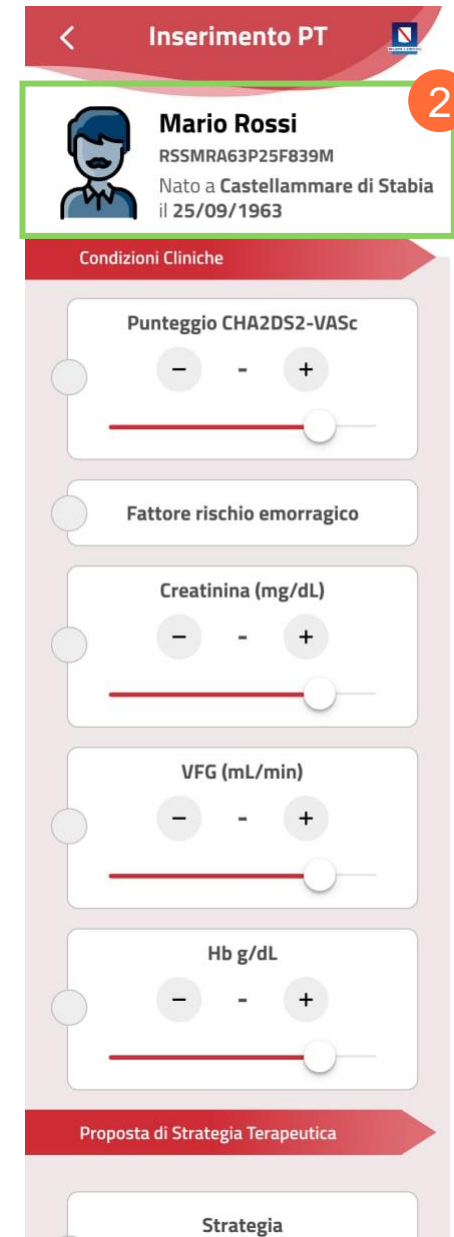 Inserimento PT
2
Mario Rossi
RSSMRA63P25F839M
Nato a Castellammare di Stabia
il 25/09/1963
Condizioni Cliniche
Punteggio CHA2DS2-VASc
− - +
Fattore rischio emorragico
Creatinina (mg/dL)
− - +
VFG (mL/min)
− - +
Hb g/dL
− - +
Proposta di Strategia Terapeutica
Strategia